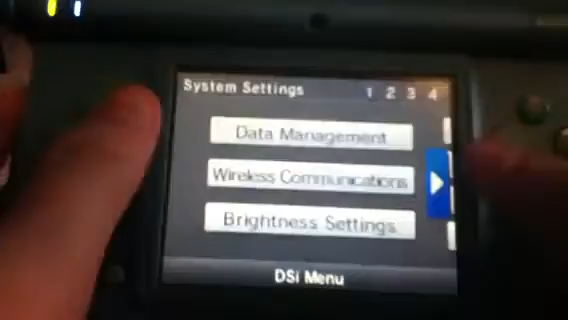 System Settings 1 2 3 4
Data Management
Wireless Communications
Brightness Settings
DSi Menu